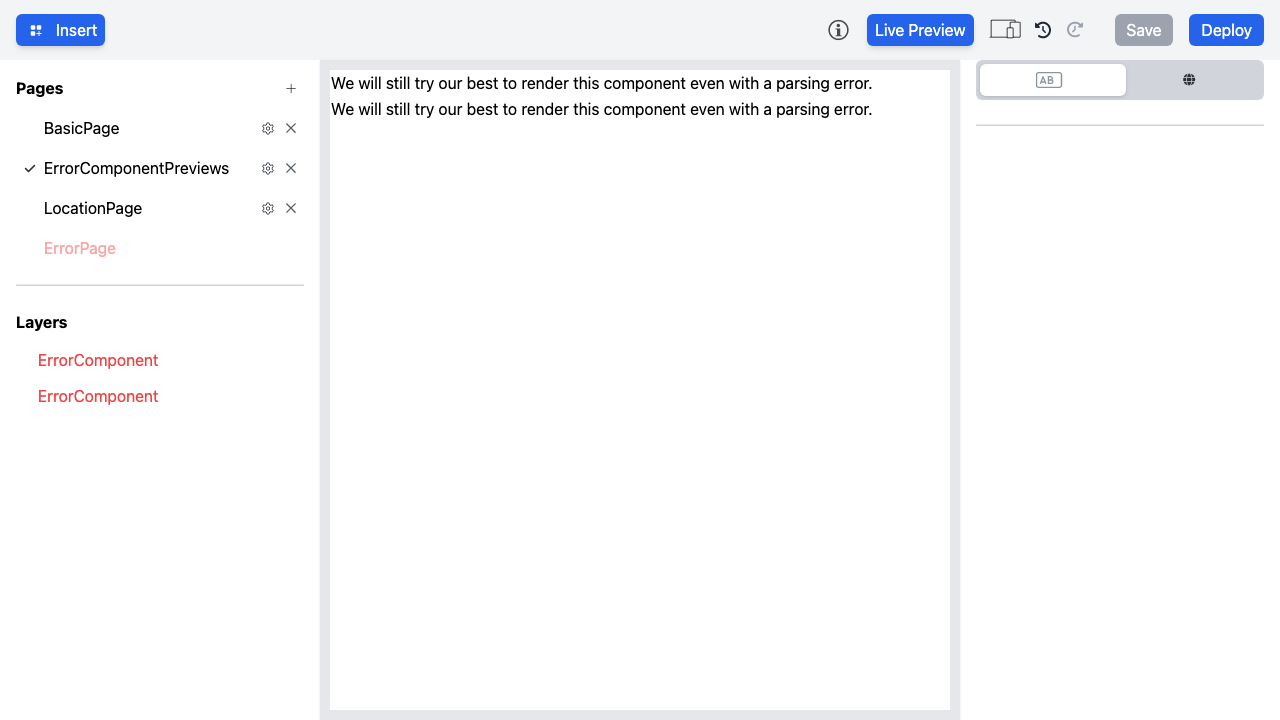 Insert
Live Preview
Save
Deploy
Pages
BasicPage
ErrorComponentPreviews
LocationPage
ErrorPage
Layers
ErrorComponent
ErrorComponent
We will still try our best to render this component even with a parsing error.
We will still try our best to render this component even with a parsing error.
AB